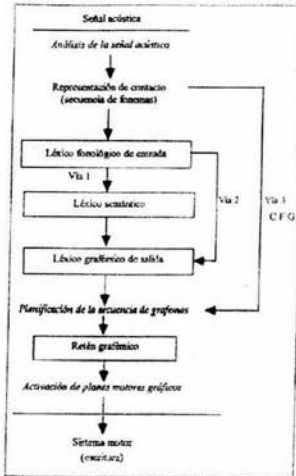 Señal acústica
Análisis de la señal acústica
Representación de contacto
(secuencia de fonemas)
Léxico fonológico de entrada
Vía 1
Léxico semántico
Vía 2
Vía 3
C F G
Léxico grafémico de salida
Planificación de la secuencia de grafemas
Retén grafémico
Activación de planes motores gráficos
Sistema motor
(escritura)